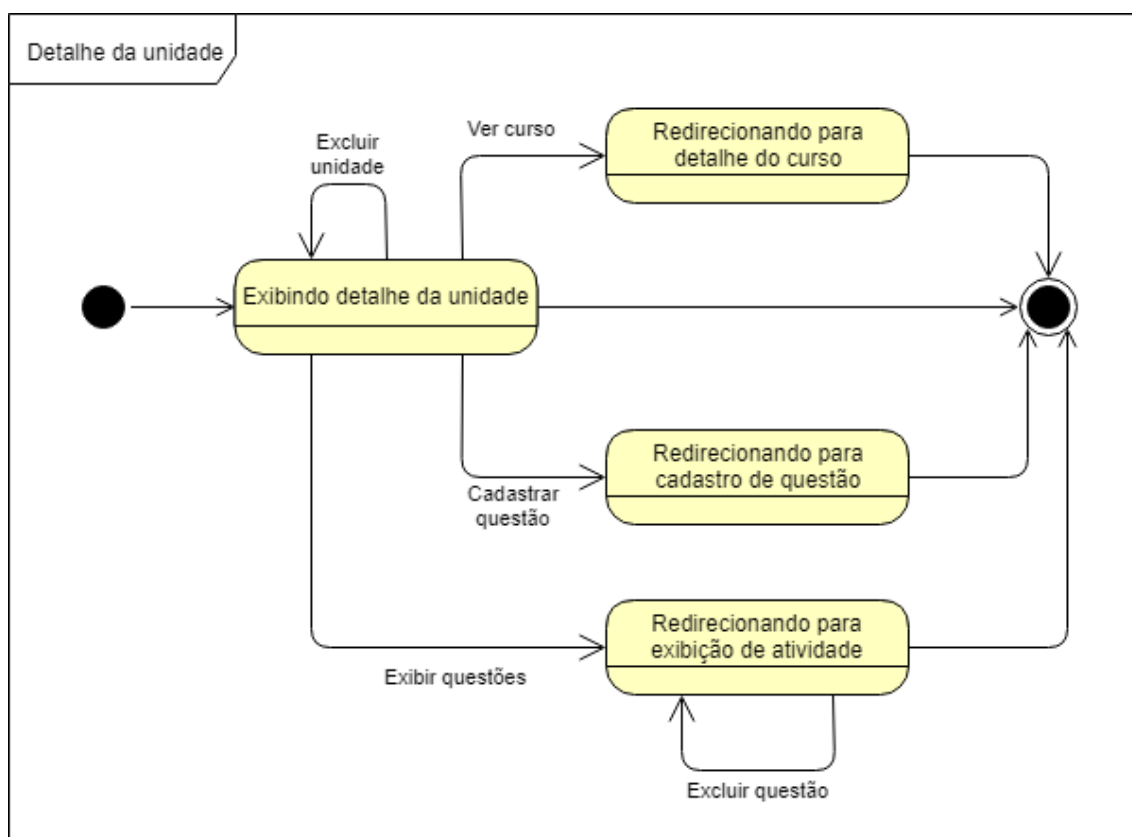 Detalhe da unidade
Ver curso
Redirecionando para
detalhe do curso
Excluir
unidade
Exibindo detalhe da unidade
Redirecionando para
cadastro de questão
Cadastrar
questão
Redirecionando para
exibição de atividade
Exibir questões
Excluir questão